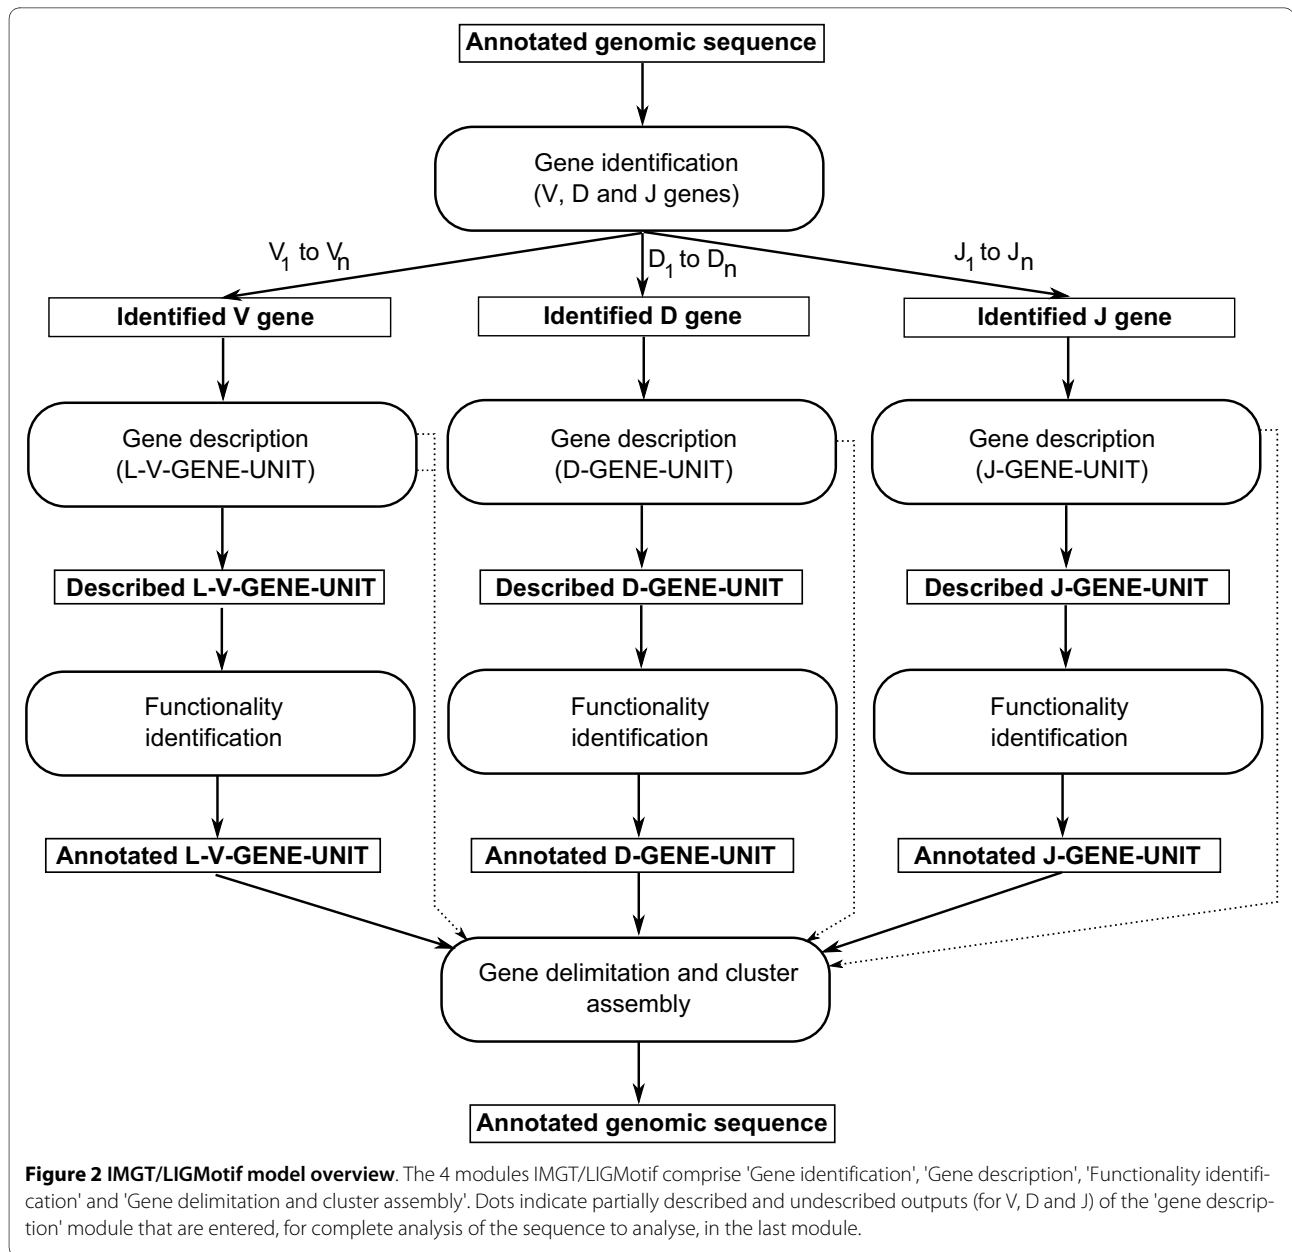 Annotated genomic sequence
Gene identification
(V, D and J genes)
V1 to Vn
D1 to Dn
J1 to Jn
Identified V gene
Identified D gene
Identified J gene
Gene description
(L-V-GENE-UNIT)
Gene description
(D-GENE-UNIT)
Gene description
(J-GENE-UNIT)
Described L-V-GENE-UNIT
Described D-GENE-UNIT
Described J-GENE-UNIT
Functionality
identification
Functionality
identification
Functionality
identification
Annotated L-V-GENE-UNIT
Annotated D-GENE-UNIT
Annotated J-GENE-UNIT
Gene delimitation and cluster
assembly
Annotated genomic sequence
Figure 2 IMGT/LIGMotif model overview. The 4 modules IMGT/LIGMotif comprise 'Gene identification', 'Gene description', 'Functionality identifi-
cation' and 'Gene delimitation and cluster assembly'. Dots indicate partially described and undescribed outputs (for V, D and J) of the 'gene descrip-
tion' module that are entered, for complete analysis of the sequence to analyse, in the last module.